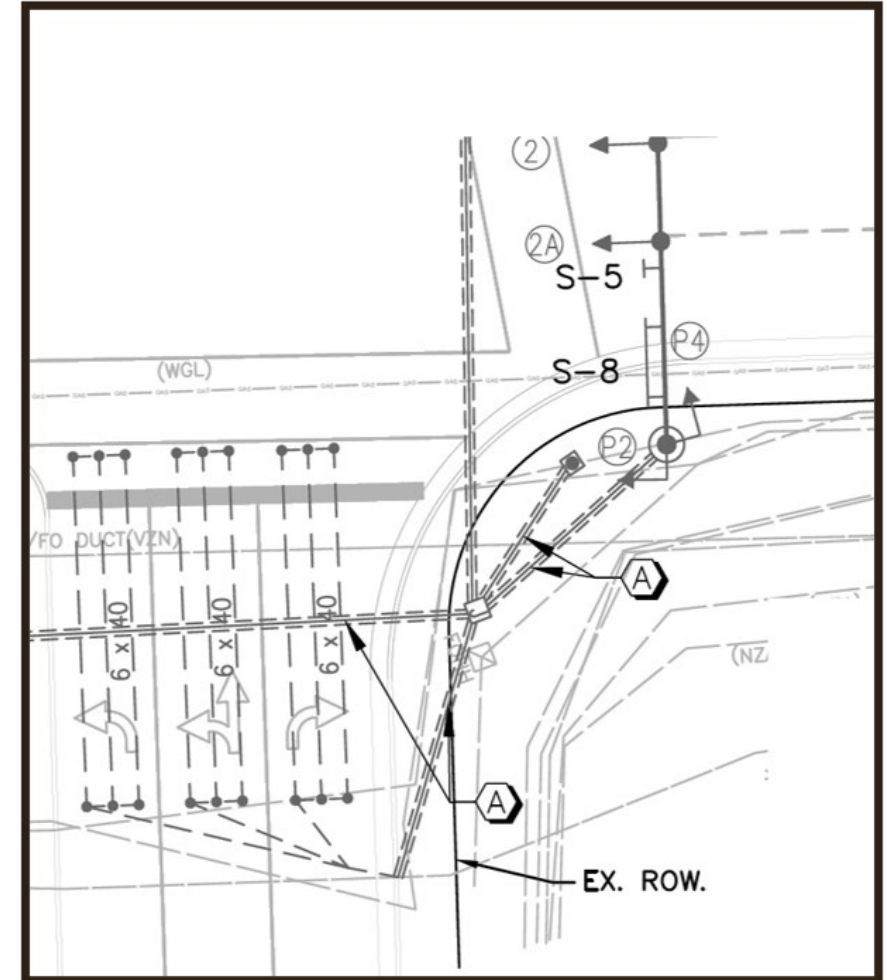 2
2A
S-5
P4
(WGL)
S-8
P2
/FO DUCT(VZN)
A
6 x 40
6 x 40
6 x 40
(NZ
A
EX. ROW.